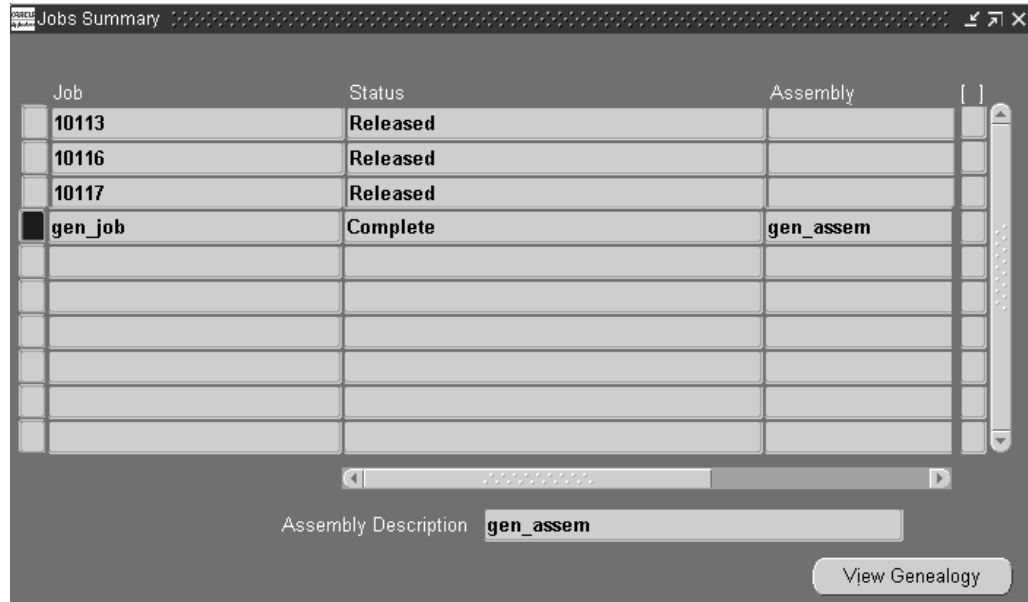 Jobs Summary
Job Status Assembly [ ]
10113 Released
10116 Released
10117 Released
gen_job Complete gen_assem
Assembly Description gen_assem
View Genealogy